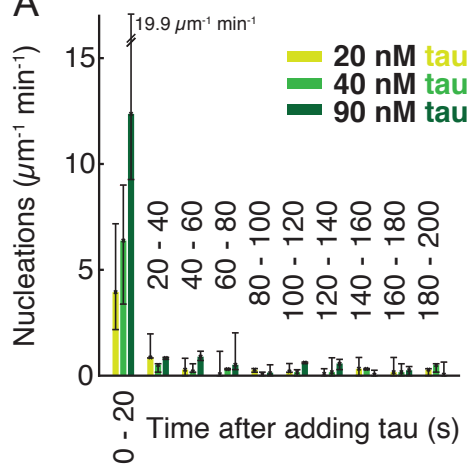 A
19.9 µm⁻¹ min⁻¹
20 nM tau
40 nM tau
90 nM tau
Nucleations (µm⁻¹ min⁻¹)
15
10
5
0
0 - 20
20 - 40
40 - 60
60 - 80
80 - 100
100 - 120
120 - 140
140 - 160
160 - 180
180 - 200
Time after adding tau (s)